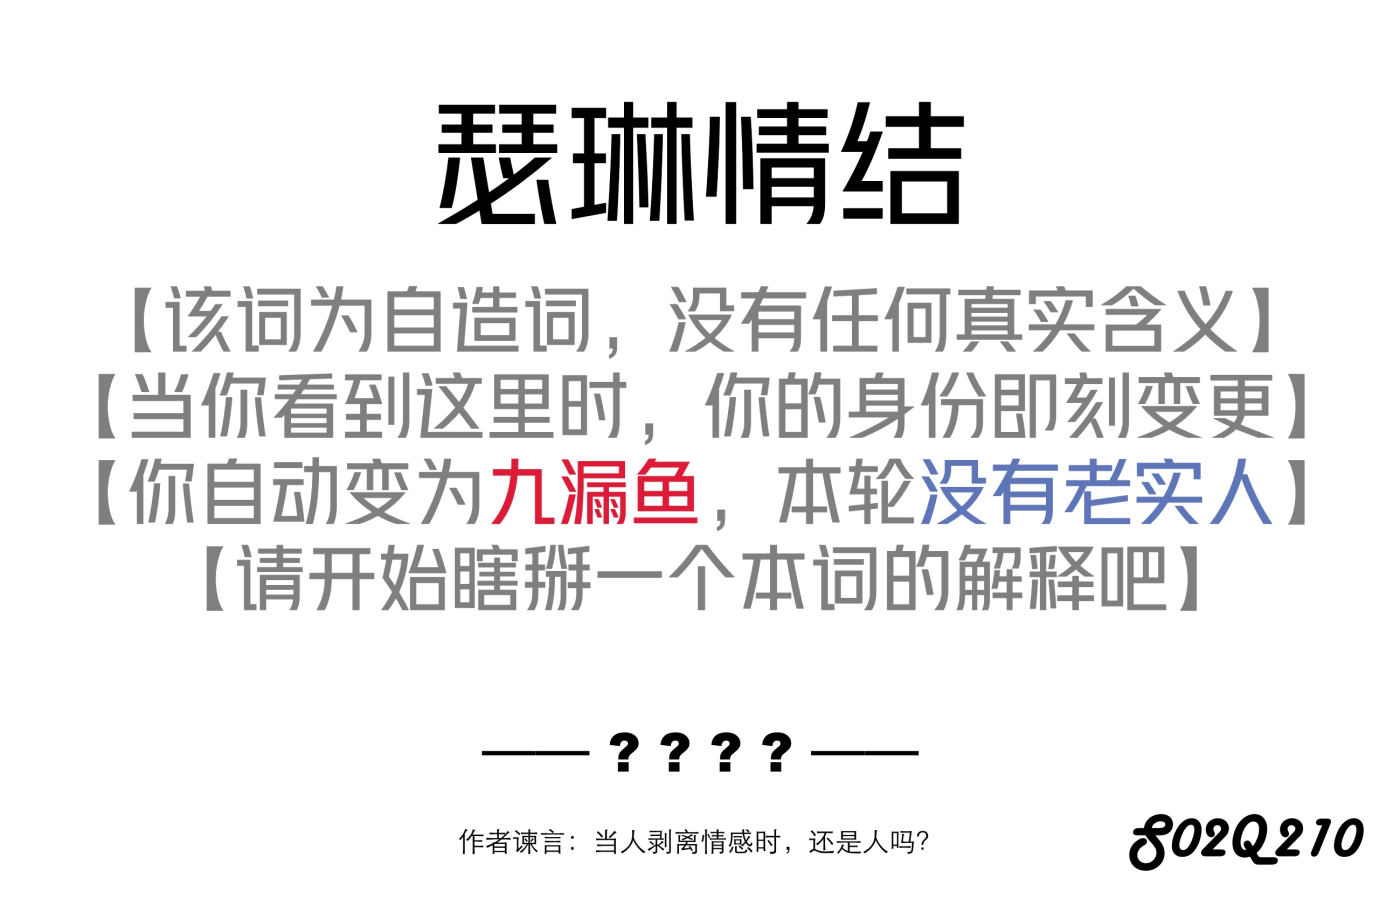 瑟琳情结
【该词为自造词，没有任何真实含义】
【当你看到这里时，你的身份即刻变更】
【你自动变为九漏鱼，本轮没有老实人】
【请开始瞎掰一个本词的解释吧】
——？？？？——
作者谏言：当人剥离情感时，还是人吗？
S02Q210